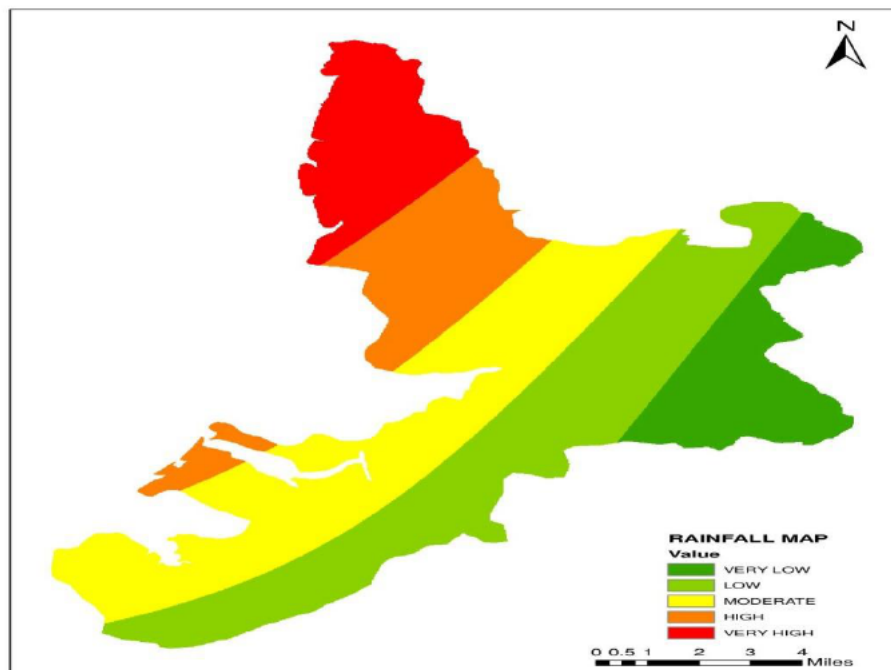 N
RAINFALL MAP
Value
VERY LOW
LOW
MODERATE
HIGH
VERY HIGH
0 0.5 1 2 3 4
Miles